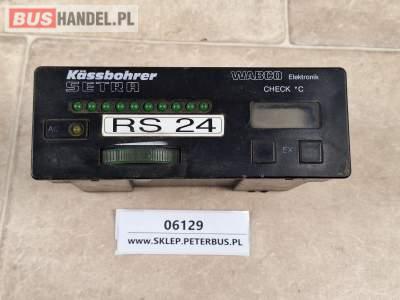 BUSHANDEL.PL
Kässbohrer
SETRA
WABCO Elektronik
CHECK °C
AC
RS 24
EX
06129
WWW.SKLEP.PETERBUS.PL